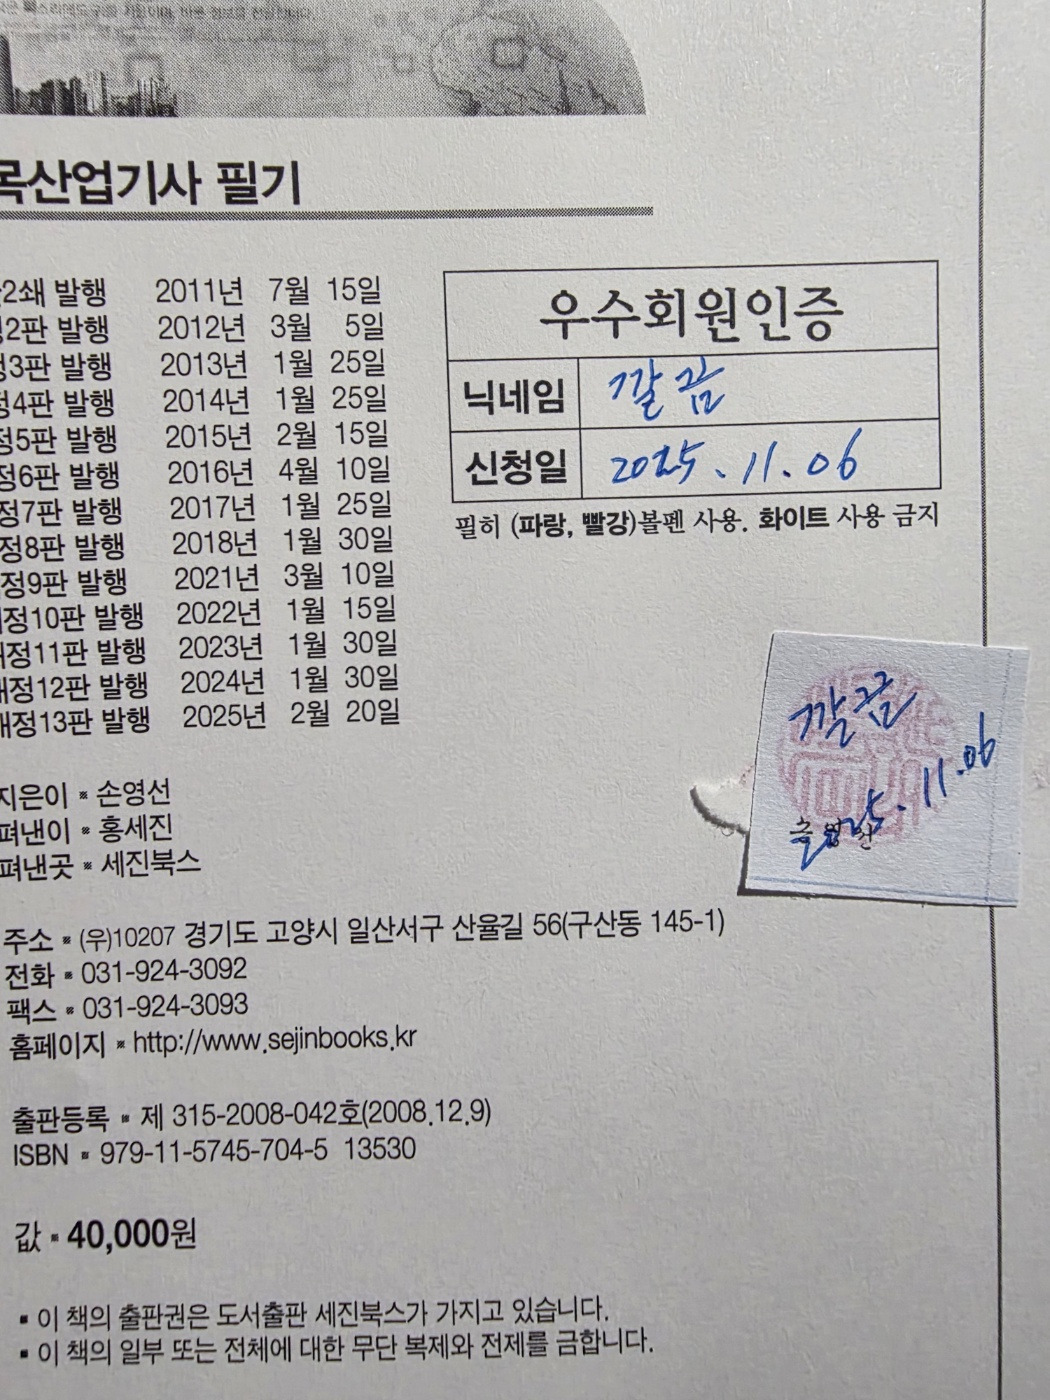 목산업기사 필기
2쇄 발행 2011년 7월 15일
2판 발행 2012년 3월 5일
정3판 발행 2013년 1월 25일
정4판 발행 2014년 1월 25일
정5판 발행 2015년 2월 15일
정6판 발행 2016년 4월 10일
정7판 발행 2017년 1월 25일
정8판 발행 2018년 1월 30일
정9판 발행 2021년 3월 10일
정10판 발행 2022년 1월 15일
정11판 발행 2023년 1월 30일
개정12판 발행 2024년 1월 30일
개정13판 발행 2025년 2월 20일
우수회원인증
닉네임 깔끔
신청일 2025.11.06
필히 (파랑, 빨강)볼펜 사용. 화이트 사용 금지
깔끔
25.11.06
손영선
지은이 손영선
펴낸이 홍세진
펴낸곳 세진북스
주소 (우)10207 경기도 고양시 일산서구 산율길 56(구산동 145-1)
전화 031-924-3092
팩스 031-924-3093
홈페이지 http://www.sejinbooks.kr
출판등록 제 315-2008-042호(2008.12.9)
ISBN 979-11-5745-704-5 13530
값 40,000원
이 책의 출판권은 도서출판 세진북스가 가지고 있습니다.
이 책의 일부 또는 전체에 대한 무단 복제와 전제를 금합니다.